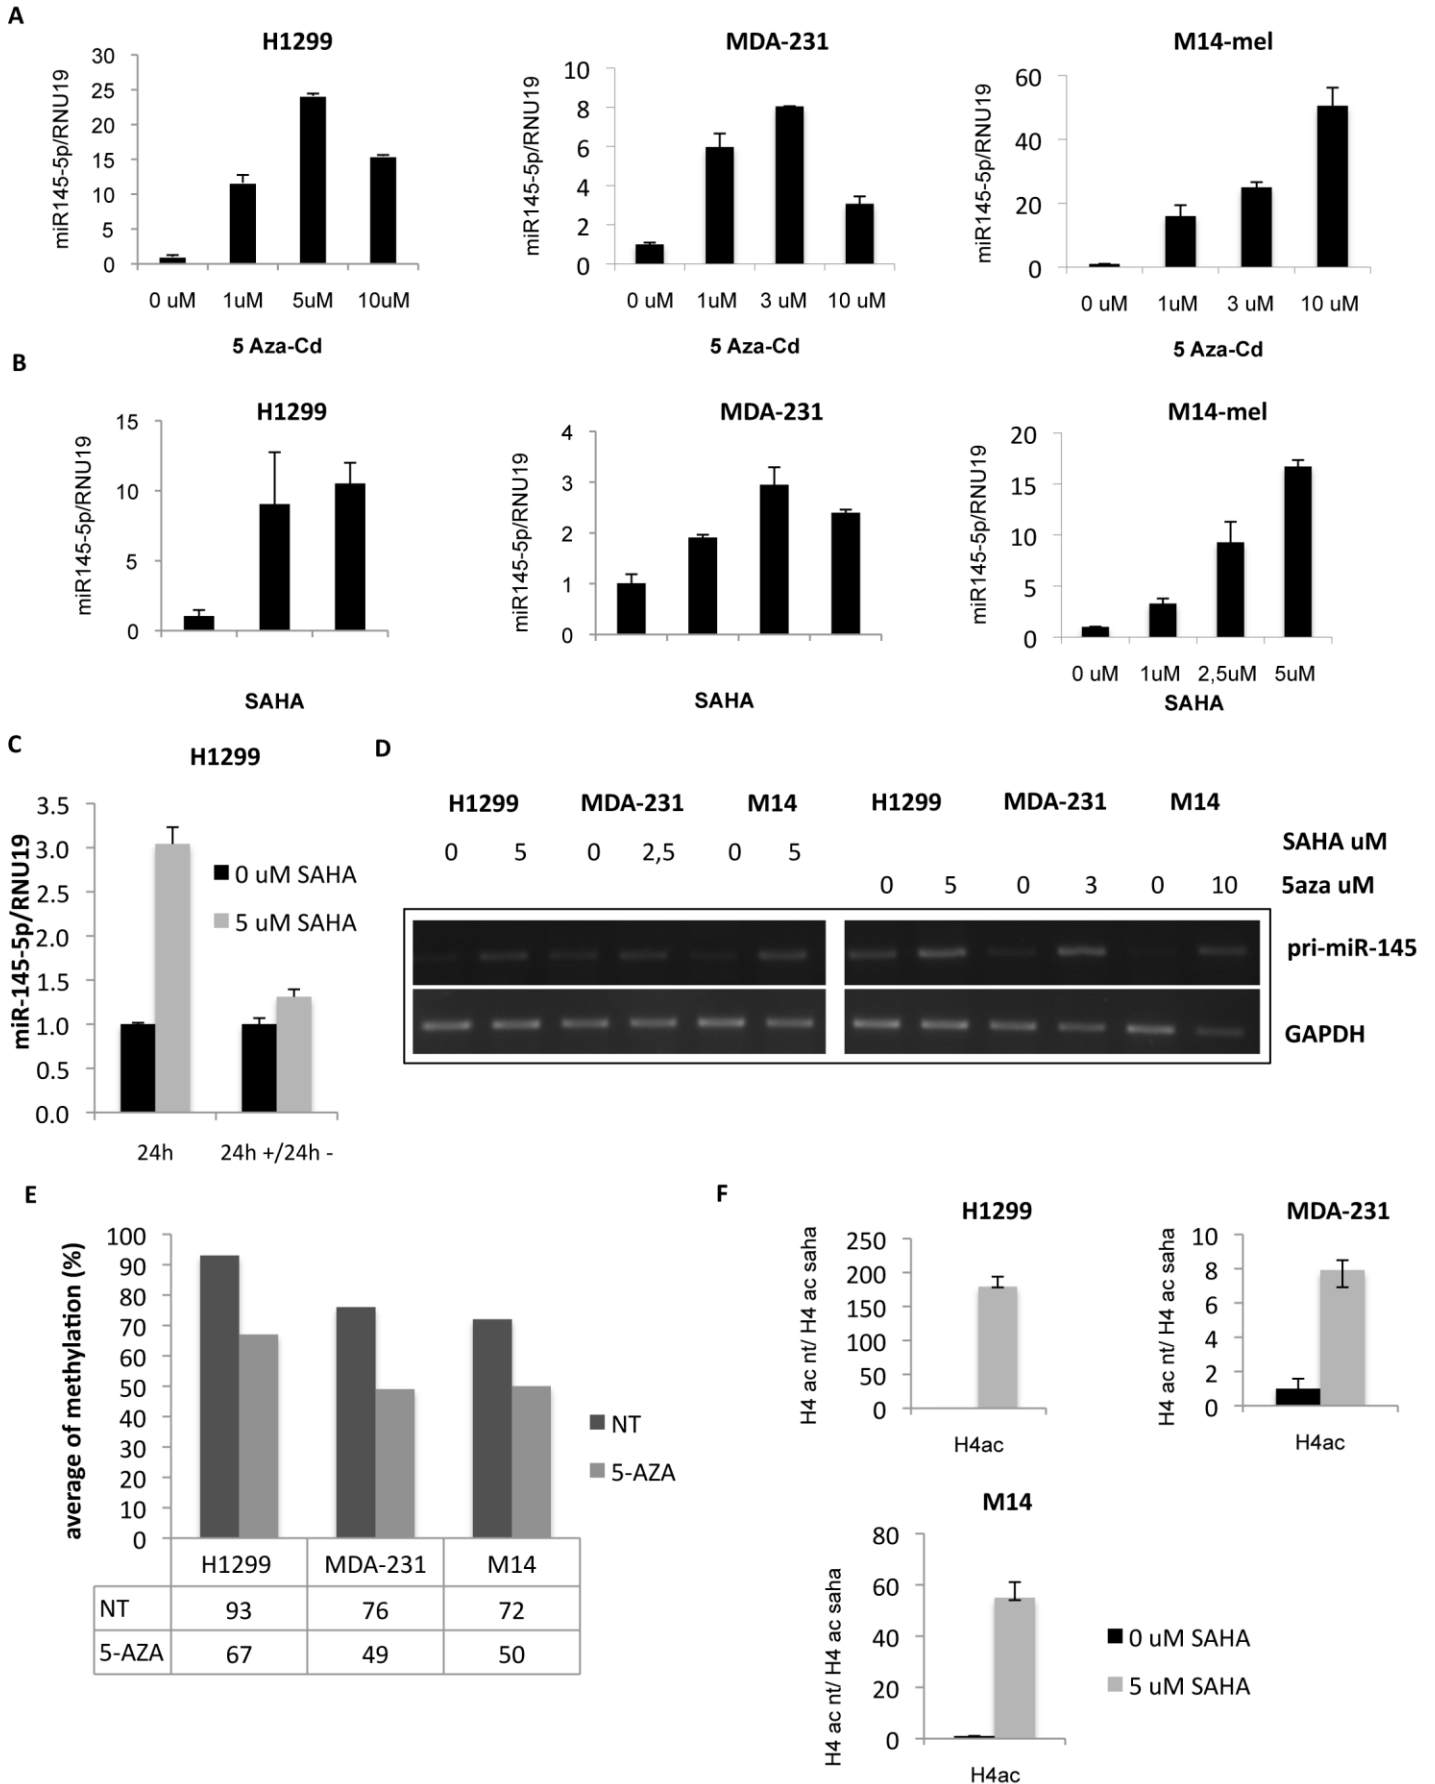 A
H1299
MDA-231
M14-mel
miR145-5p/RNU19
30
25
20
15
10
5
0
0 uM 1uM 5uM 10uM
5 Aza-Cd
miR145-5p/RNU19
10
8
6
4
2
0
0 uM 1uM 3 uM 10 uM
5 Aza-Cd
miR145-5p/RNU19
60
40
20
0
0 uM 1uM 3 uM 10 uM
5 Aza-Cd
B
H1299
MDA-231
M14-mel
miR145-5p/RNU19
15
10
5
0
SAHA
miR145-5p/RNU19
4
3
2
1
0
SAHA
miR145-5p/RNU19
20
15
10
5
0
0 uM 1uM 2,5uM 5uM
SAHA
C
H1299
miR-145-5p/RNU19
3.5
3.0
2.5
2.0
1.5
1.0
0.5
0.0
0 uM SAHA
5 uM SAHA
24h 24h +/24h -
D
H1299 MDA-231 M14 H1299 MDA-231 M14
0 5 0 2,5 0 5 SAHA uM
0 5 0 3 0 10 5aza uM
pri-miR-145
GAPDH
E
average of methylation (%)
100
90
80
70
60
50
40
30
20
10
0
NT
5-AZA
H1299 MDA-231 M14
NT 93 76 72
5-AZA 67 49 50
F
H1299
H4 ac nt/ H4 ac saha
250
200
150
100
50
0
H4ac
MDA-231
H4 ac nt/ H4 ac saha
10
8
6
4
2
0
H4ac
M14
H4 ac nt/ H4 ac saha
80
60
40
20
0
H4ac
0 uM SAHA
5 uM SAHA